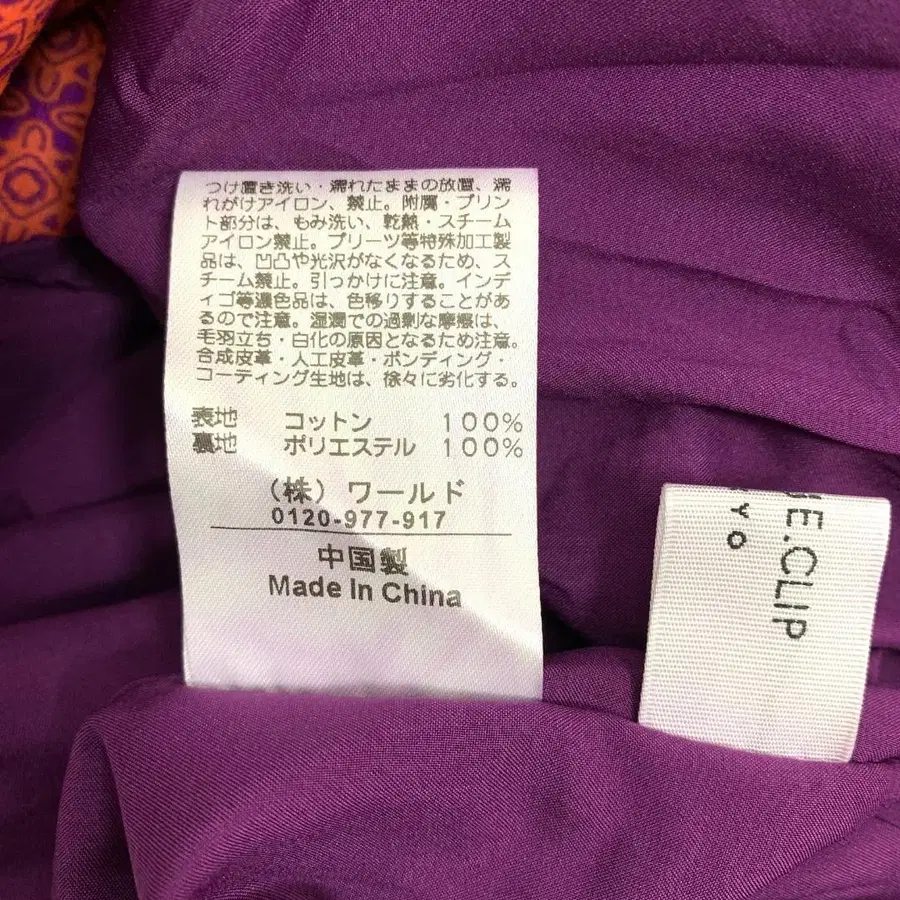 つけ置き洗い・濡れたままの放置、濡
れがけアイロン、禁止。附属・プリン
ト部分は、もみ洗い、乾熱・スチーム
アイロン禁止。プリーツ等特殊加工製
品は、凹凸や光沢がなくなるため、ス
チーム禁止。引っかけに注意。インデ
ィゴ等濃色品は、色移りすることがあ
るので注意。湿潤での過剰な摩擦は、
毛羽立ち・白化の原因となるため注意。
合成皮革・人工皮革・ボンディング・
コーティング生地は、徐々に劣化する。
表地 コットン 100%
裏地 ポリエステル 100%
(株) ワールド
0120-977-917
中国製
Made In China
UE.CLIP
YO